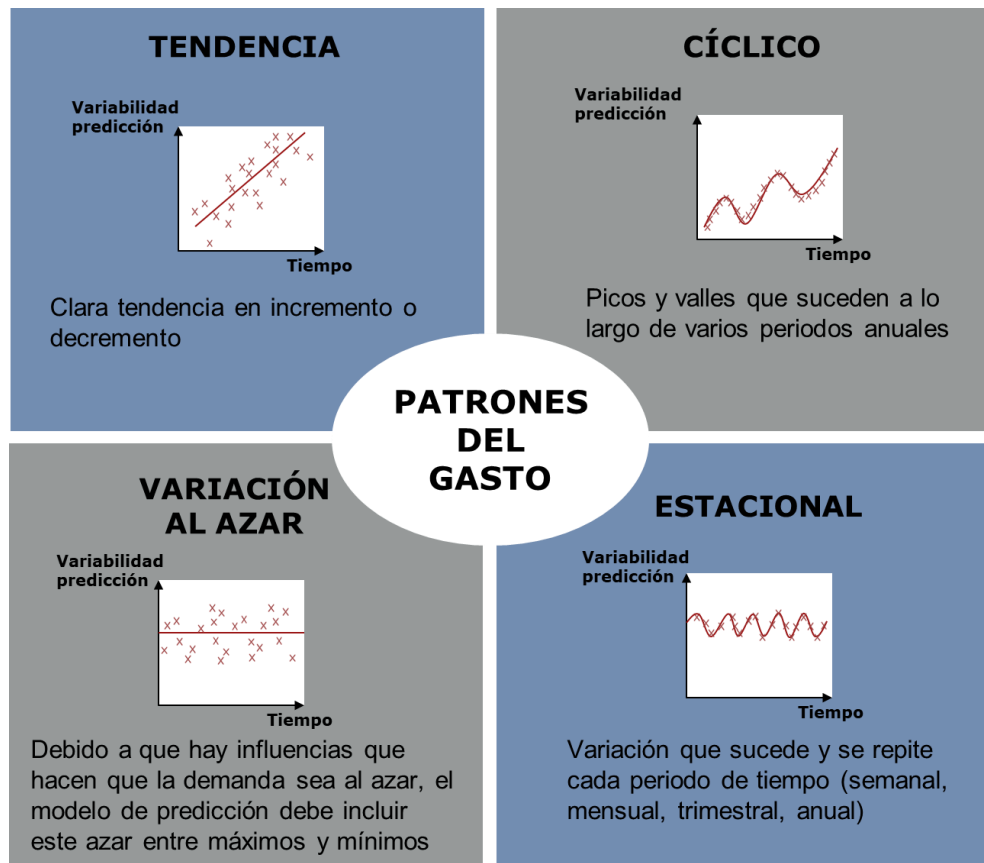 TENDENCIA
Variabilidad
predicción
Tiempo
Clara tendencia en incremento o
decremento
CÍCLICO
Variabilidad
predicción
Tiempo
Picos y valles que suceden a lo
largo de varios periodos anuales
PATRONES
DEL
GASTO
VARIACIÓN
AL AZAR
Variabilidad
predicción
Tiempo
Debido a que hay influencias que
hacen que la demanda sea al azar, el
modelo de predicción debe incluir
este azar entre máximos y mínimos
ESTACIONAL
Variabilidad
predicción
Tiempo
Variación que sucede y se repite
cada periodo de tiempo (semanal,
mensual, trimestral, anual)